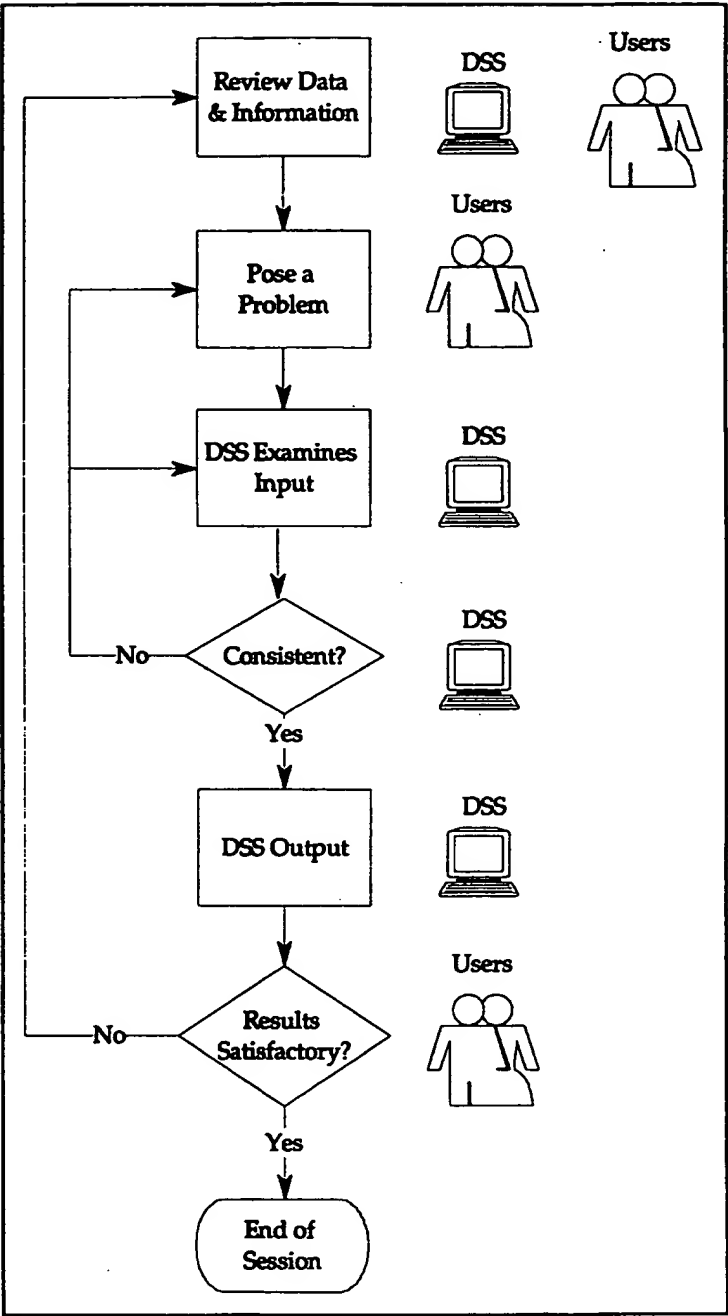 Users
DSS
Review Data
& Information
Users
Pose a
Problem
DSS
DSS Examines
Input
DSS
No
Consistent?
Yes
DSS
DSS Output
Users
No
Results
Satisfactory?
Yes
End of
Session